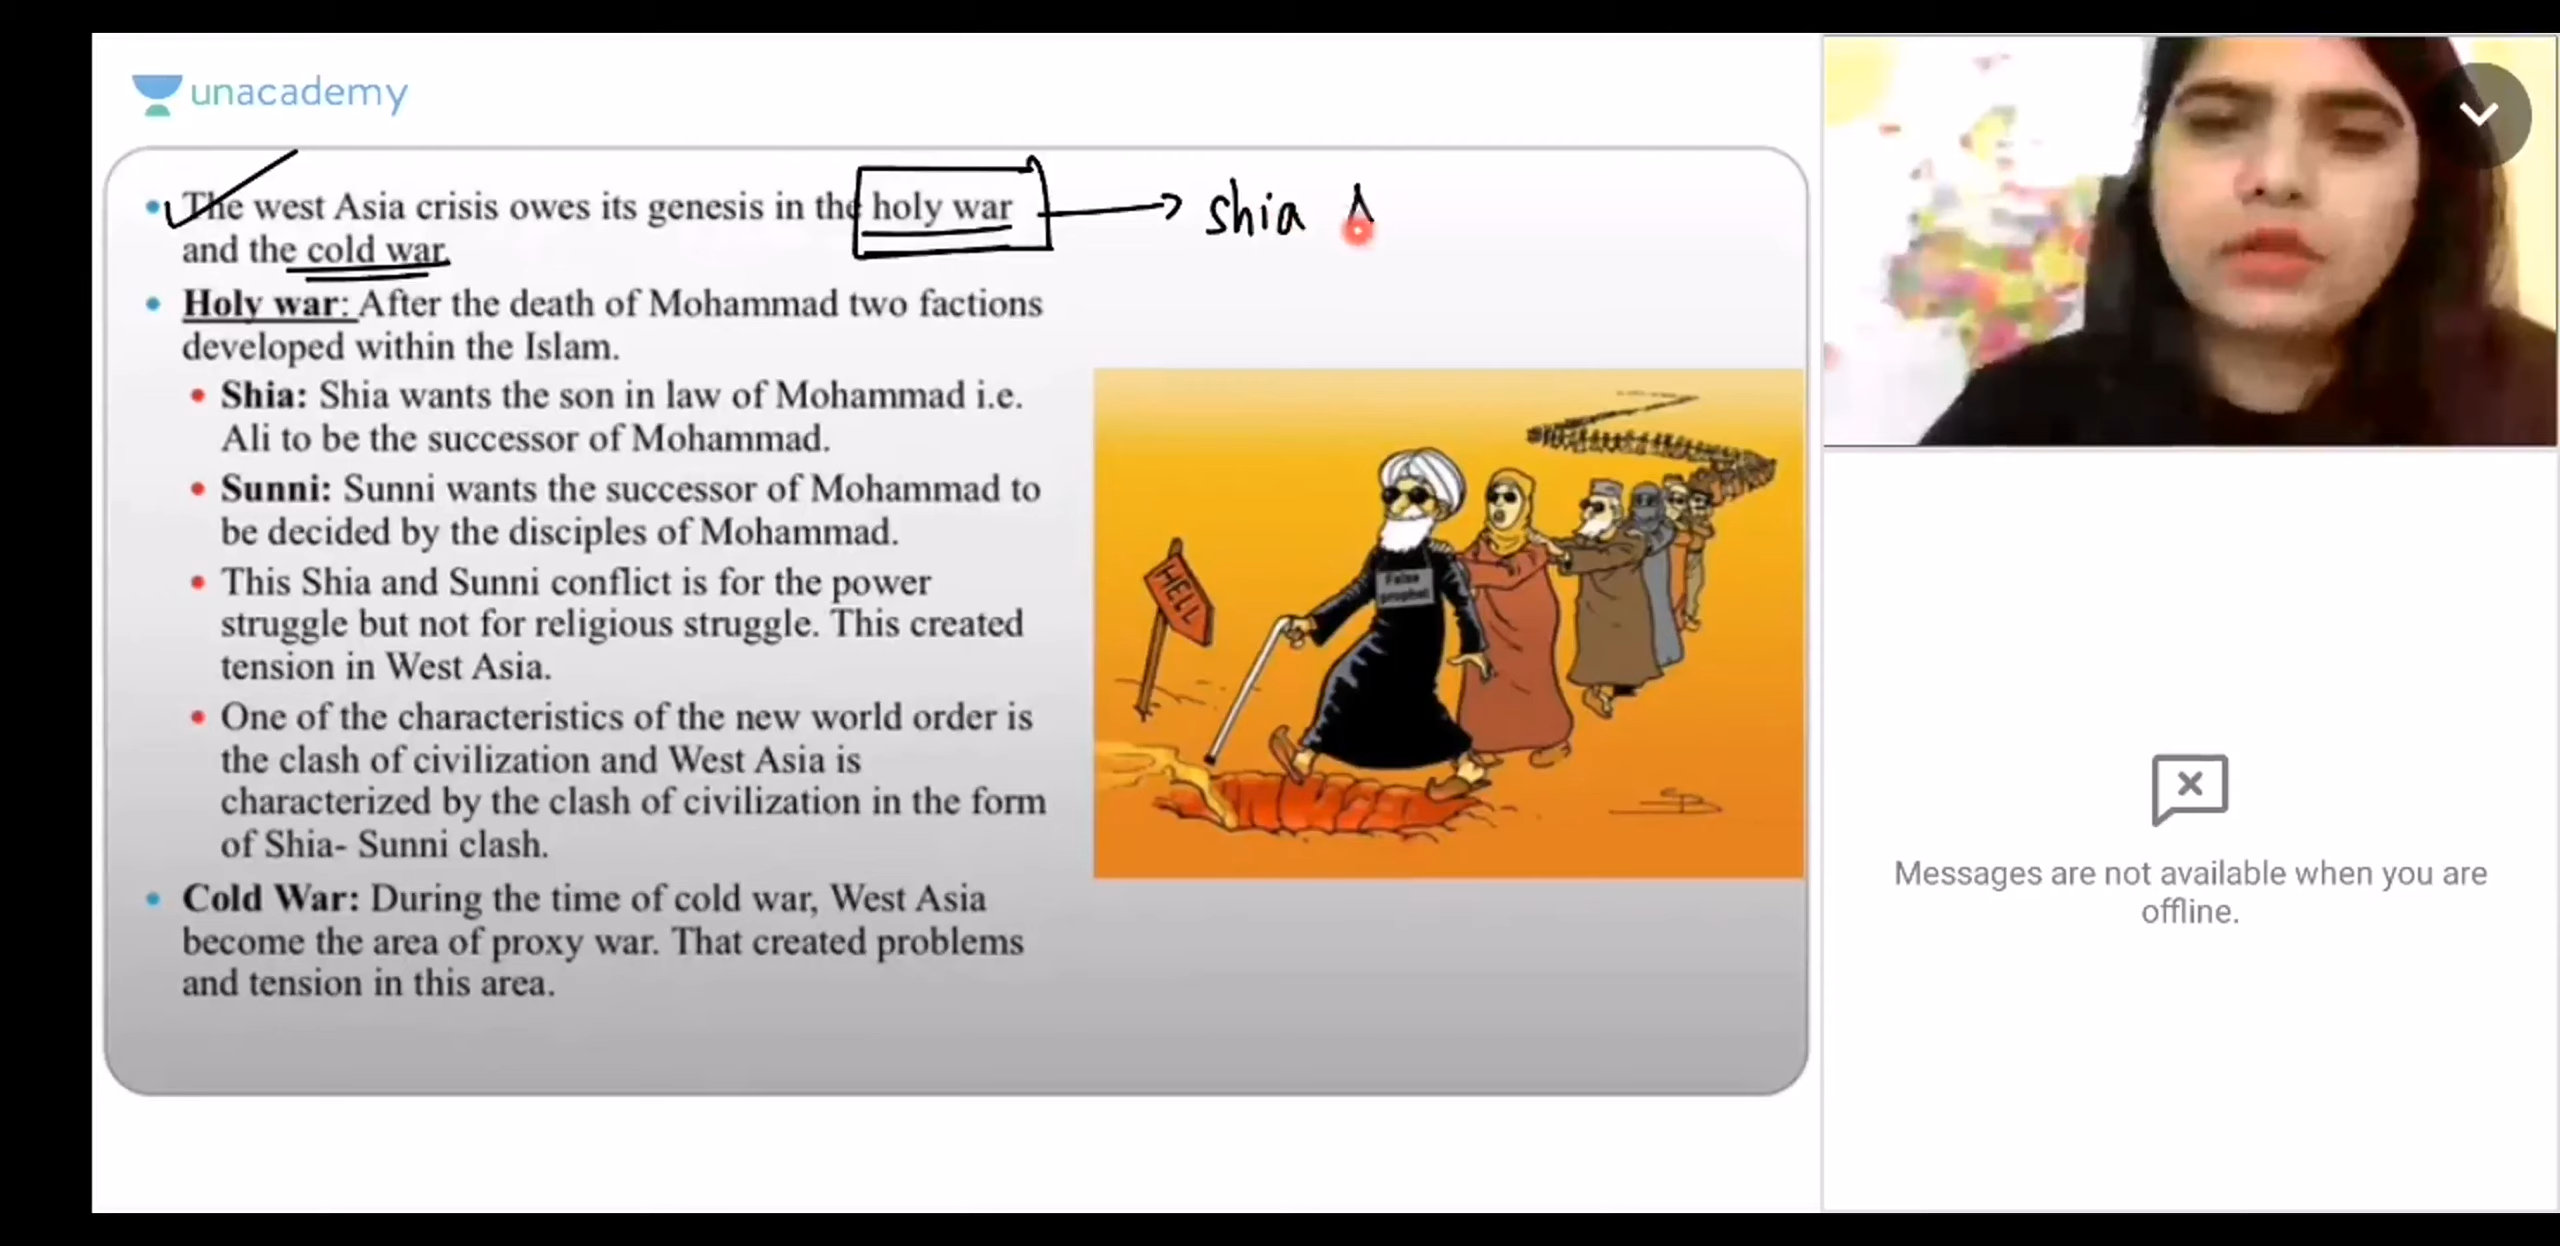 unacademy
The west Asia crisis owes its genesis in the holy war → shia
and the cold war.
Holy war: After the death of Mohammad two factions
developed within the Islam.
Shia: Shia wants the son in law of Mohammad i.e.
Ali to be the successor of Mohammad.
Sunni: Sunni wants the successor of Mohammad to
be decided by the disciples of Mohammad.
This Shia and Sunni conflict is for the power
struggle but not for religious struggle. This created
tension in West Asia.
One of the characteristics of the new world order is
the clash of civilization and West Asia is
characterized by the clash of civilization in the form
of Shia- Sunni clash.
Cold War: During the time of cold war, West Asia
become the area of proxy war. That created problems
and tension in this area.
HELL
False
prophet
SB
Messages are not available when you are
offline.